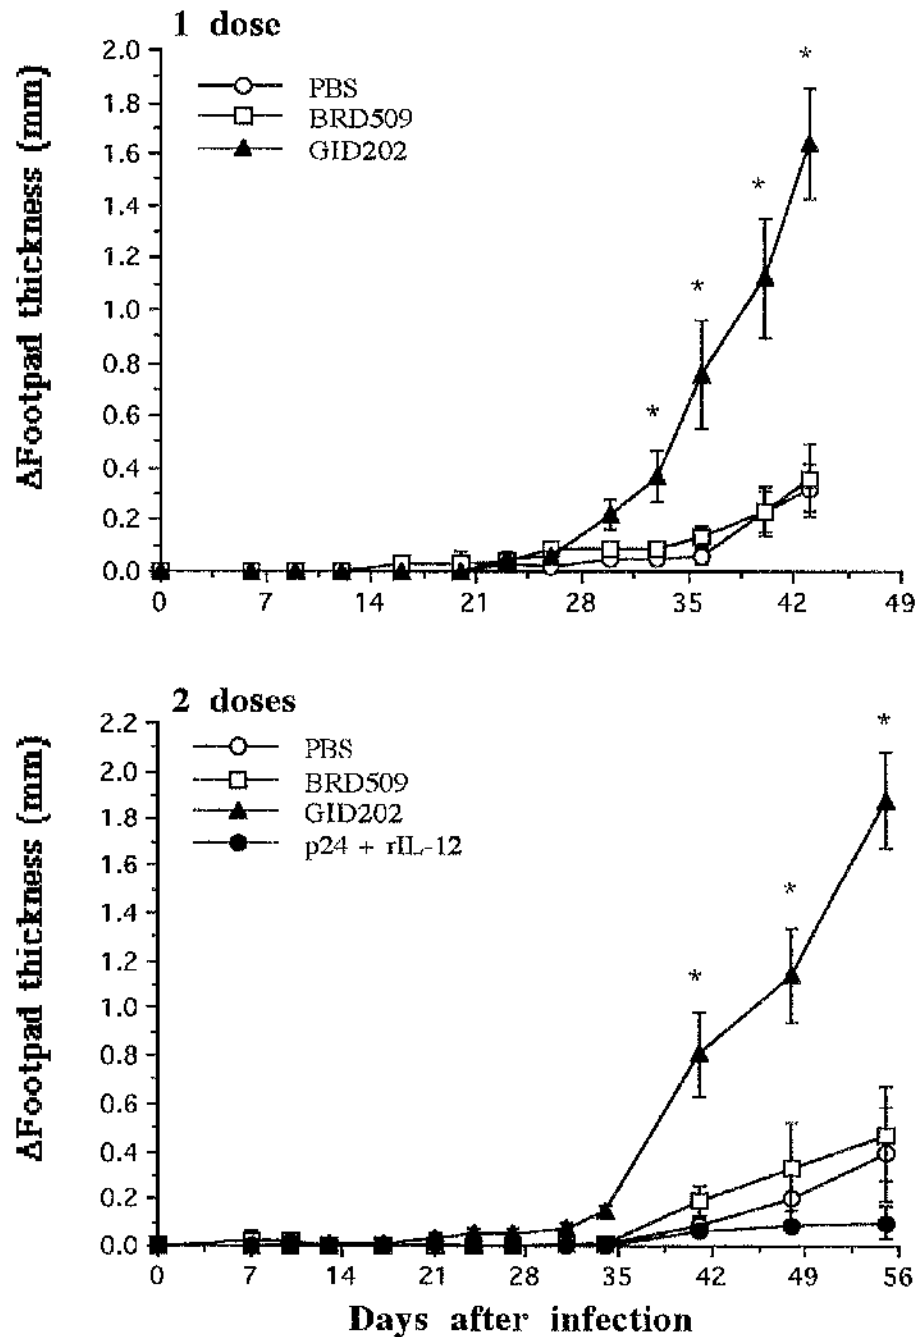 1 dose
ΔFootpad thickness (mm)
2.0
1.8
1.6
1.4
1.2
1.0
0.8
0.6
0.4
0.2
0.0
PBS
BRD509
GID202
*
*
*
*
*
0 7 14 21 28 35 42 49
2 doses
ΔFootpad thickness (mm)
2.2
2.0
1.8
1.6
1.4
1.2
1.0
0.8
0.6
0.4
0.2
0.0
PBS
BRD509
GID202
p24 + rIL-12
*
*
*
0 7 14 21 28 35 42 49 56
Days after infection